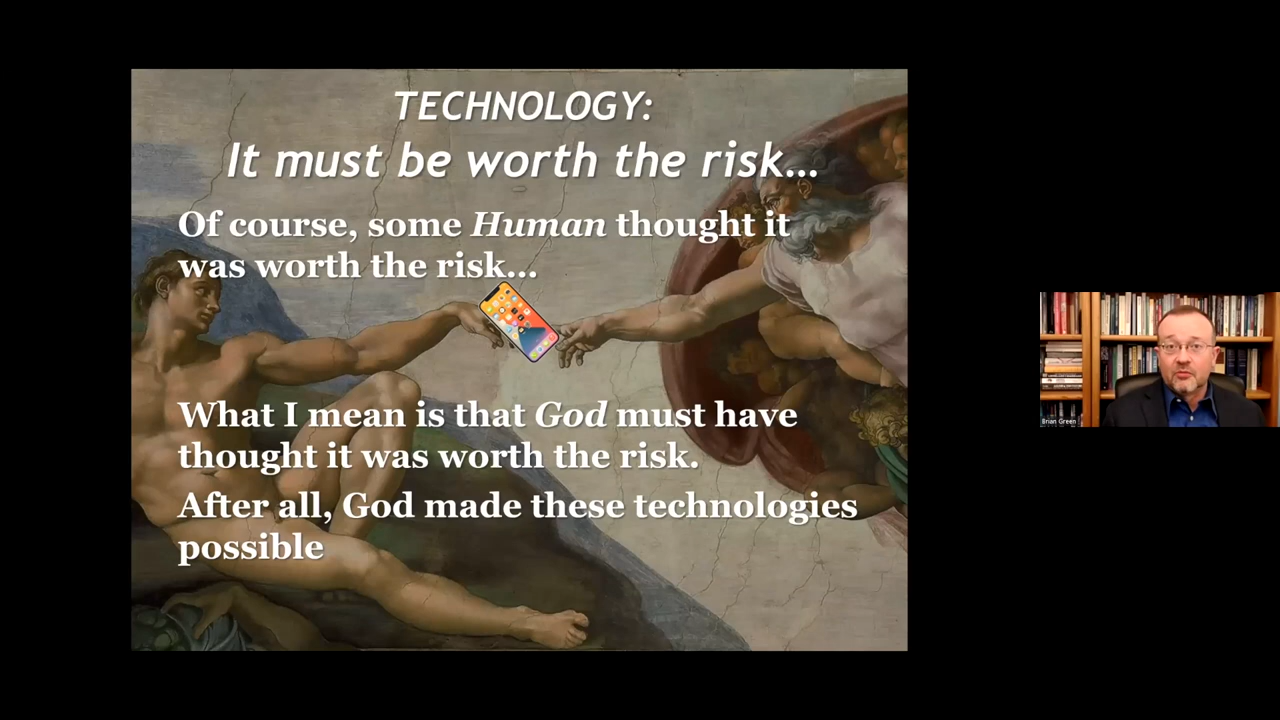 TECHNOLOGY:
It must be worth the risk…
Of course, some Human thought it
was worth the risk…
What I mean is that God must have
thought it was worth the risk.
After all, God made these technologies
possible
Brian Green